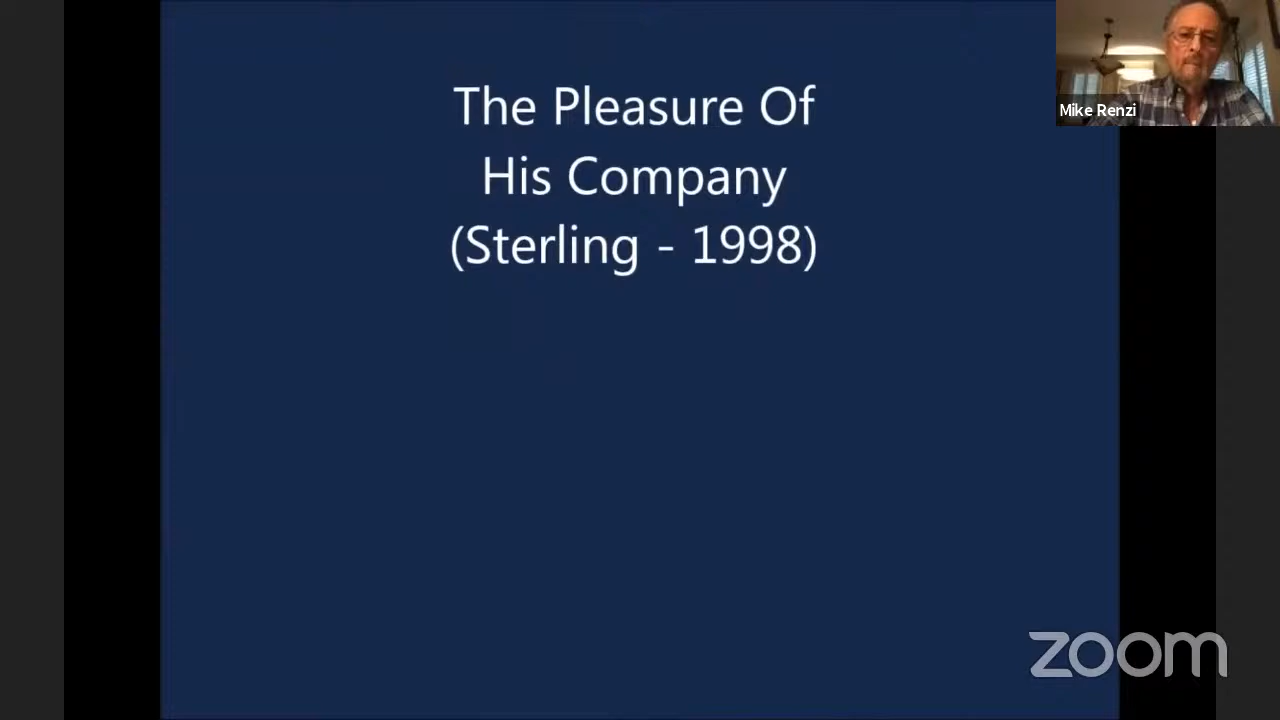 The Pleasure Of
His Company
(Sterling - 1998)
Mike Renzi
zoom